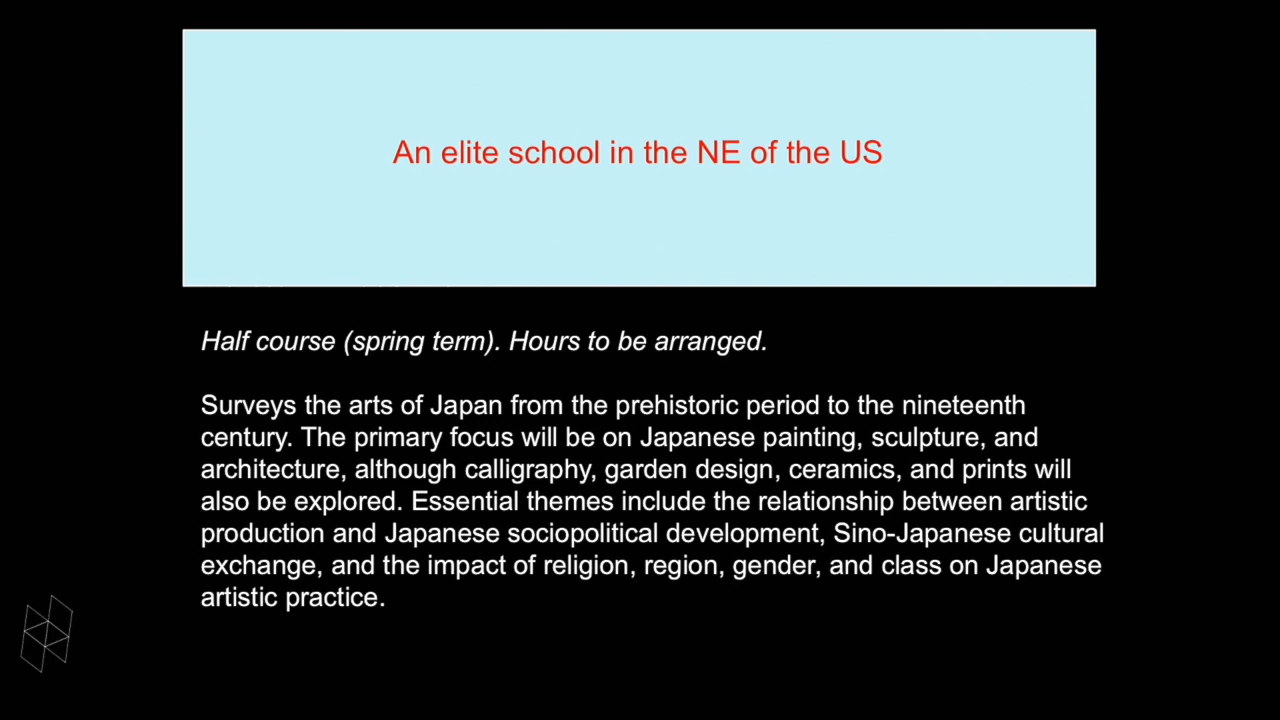 An elite school in the NE of the US
Half course (spring term). Hours to be arranged.
Surveys the arts of Japan from the prehistoric period to the nineteenth
century. The primary focus will be on Japanese painting, sculpture, and
architecture, although calligraphy, garden design, ceramics, and prints will
also be explored. Essential themes include the relationship between artistic
production and Japanese sociopolitical development, Sino-Japanese cultural
exchange, and the impact of religion, region, gender, and class on Japanese
artistic practice.